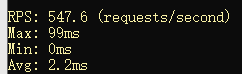 RPS: 547.6 (requests/second)
Max: 99ms
Min: 0ms
Avg: 2.2ms